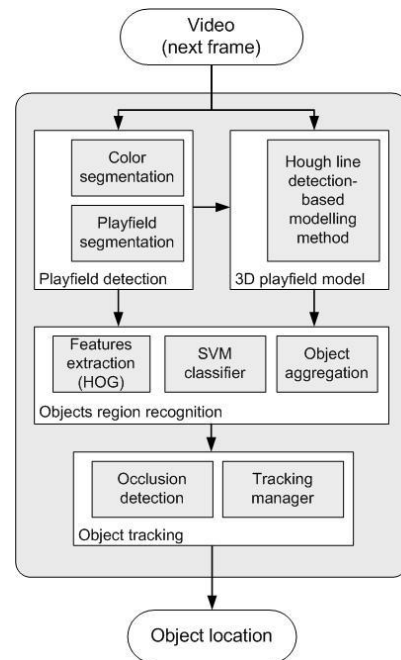 Video
(next frame)
Color
segmentation
Playfield
segmentation
Playfield detection
Hough line
detection-
based
modelling
method
3D playfield model
Features
extraction
(HOG)
SVM
classifier
Object
aggregation
Objects region recognition
Occlusion
detection
Tracking
manager
Object tracking
Object location